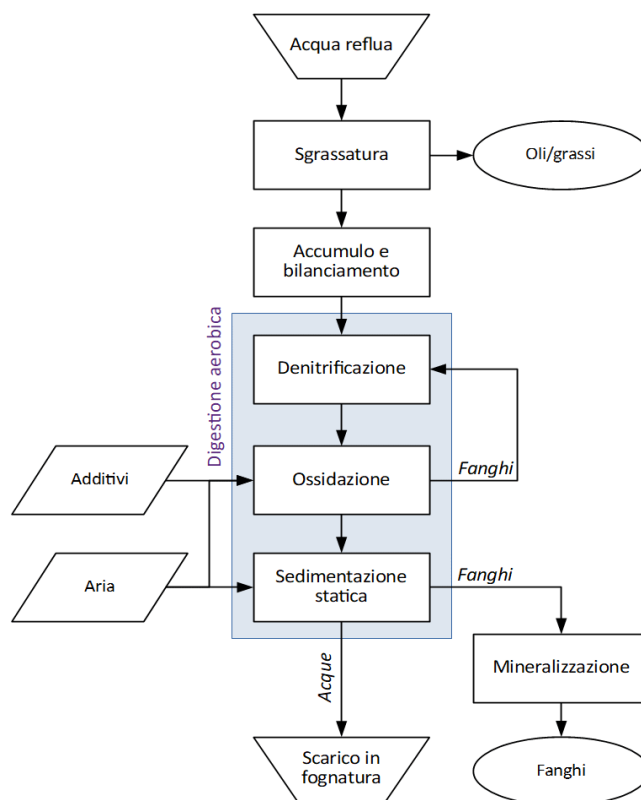 Acqua reflua
Sgrassatura
Oli/grassi
Accumulo e
bilanciamento
Digestione aerobica
Denitrificazione
Additivi
Ossidazione
Fanghi
Aria
Sedimentazione
statica
Fanghi
Mineralizzazione
Acque
Scarico in
fognatura
Fanghi